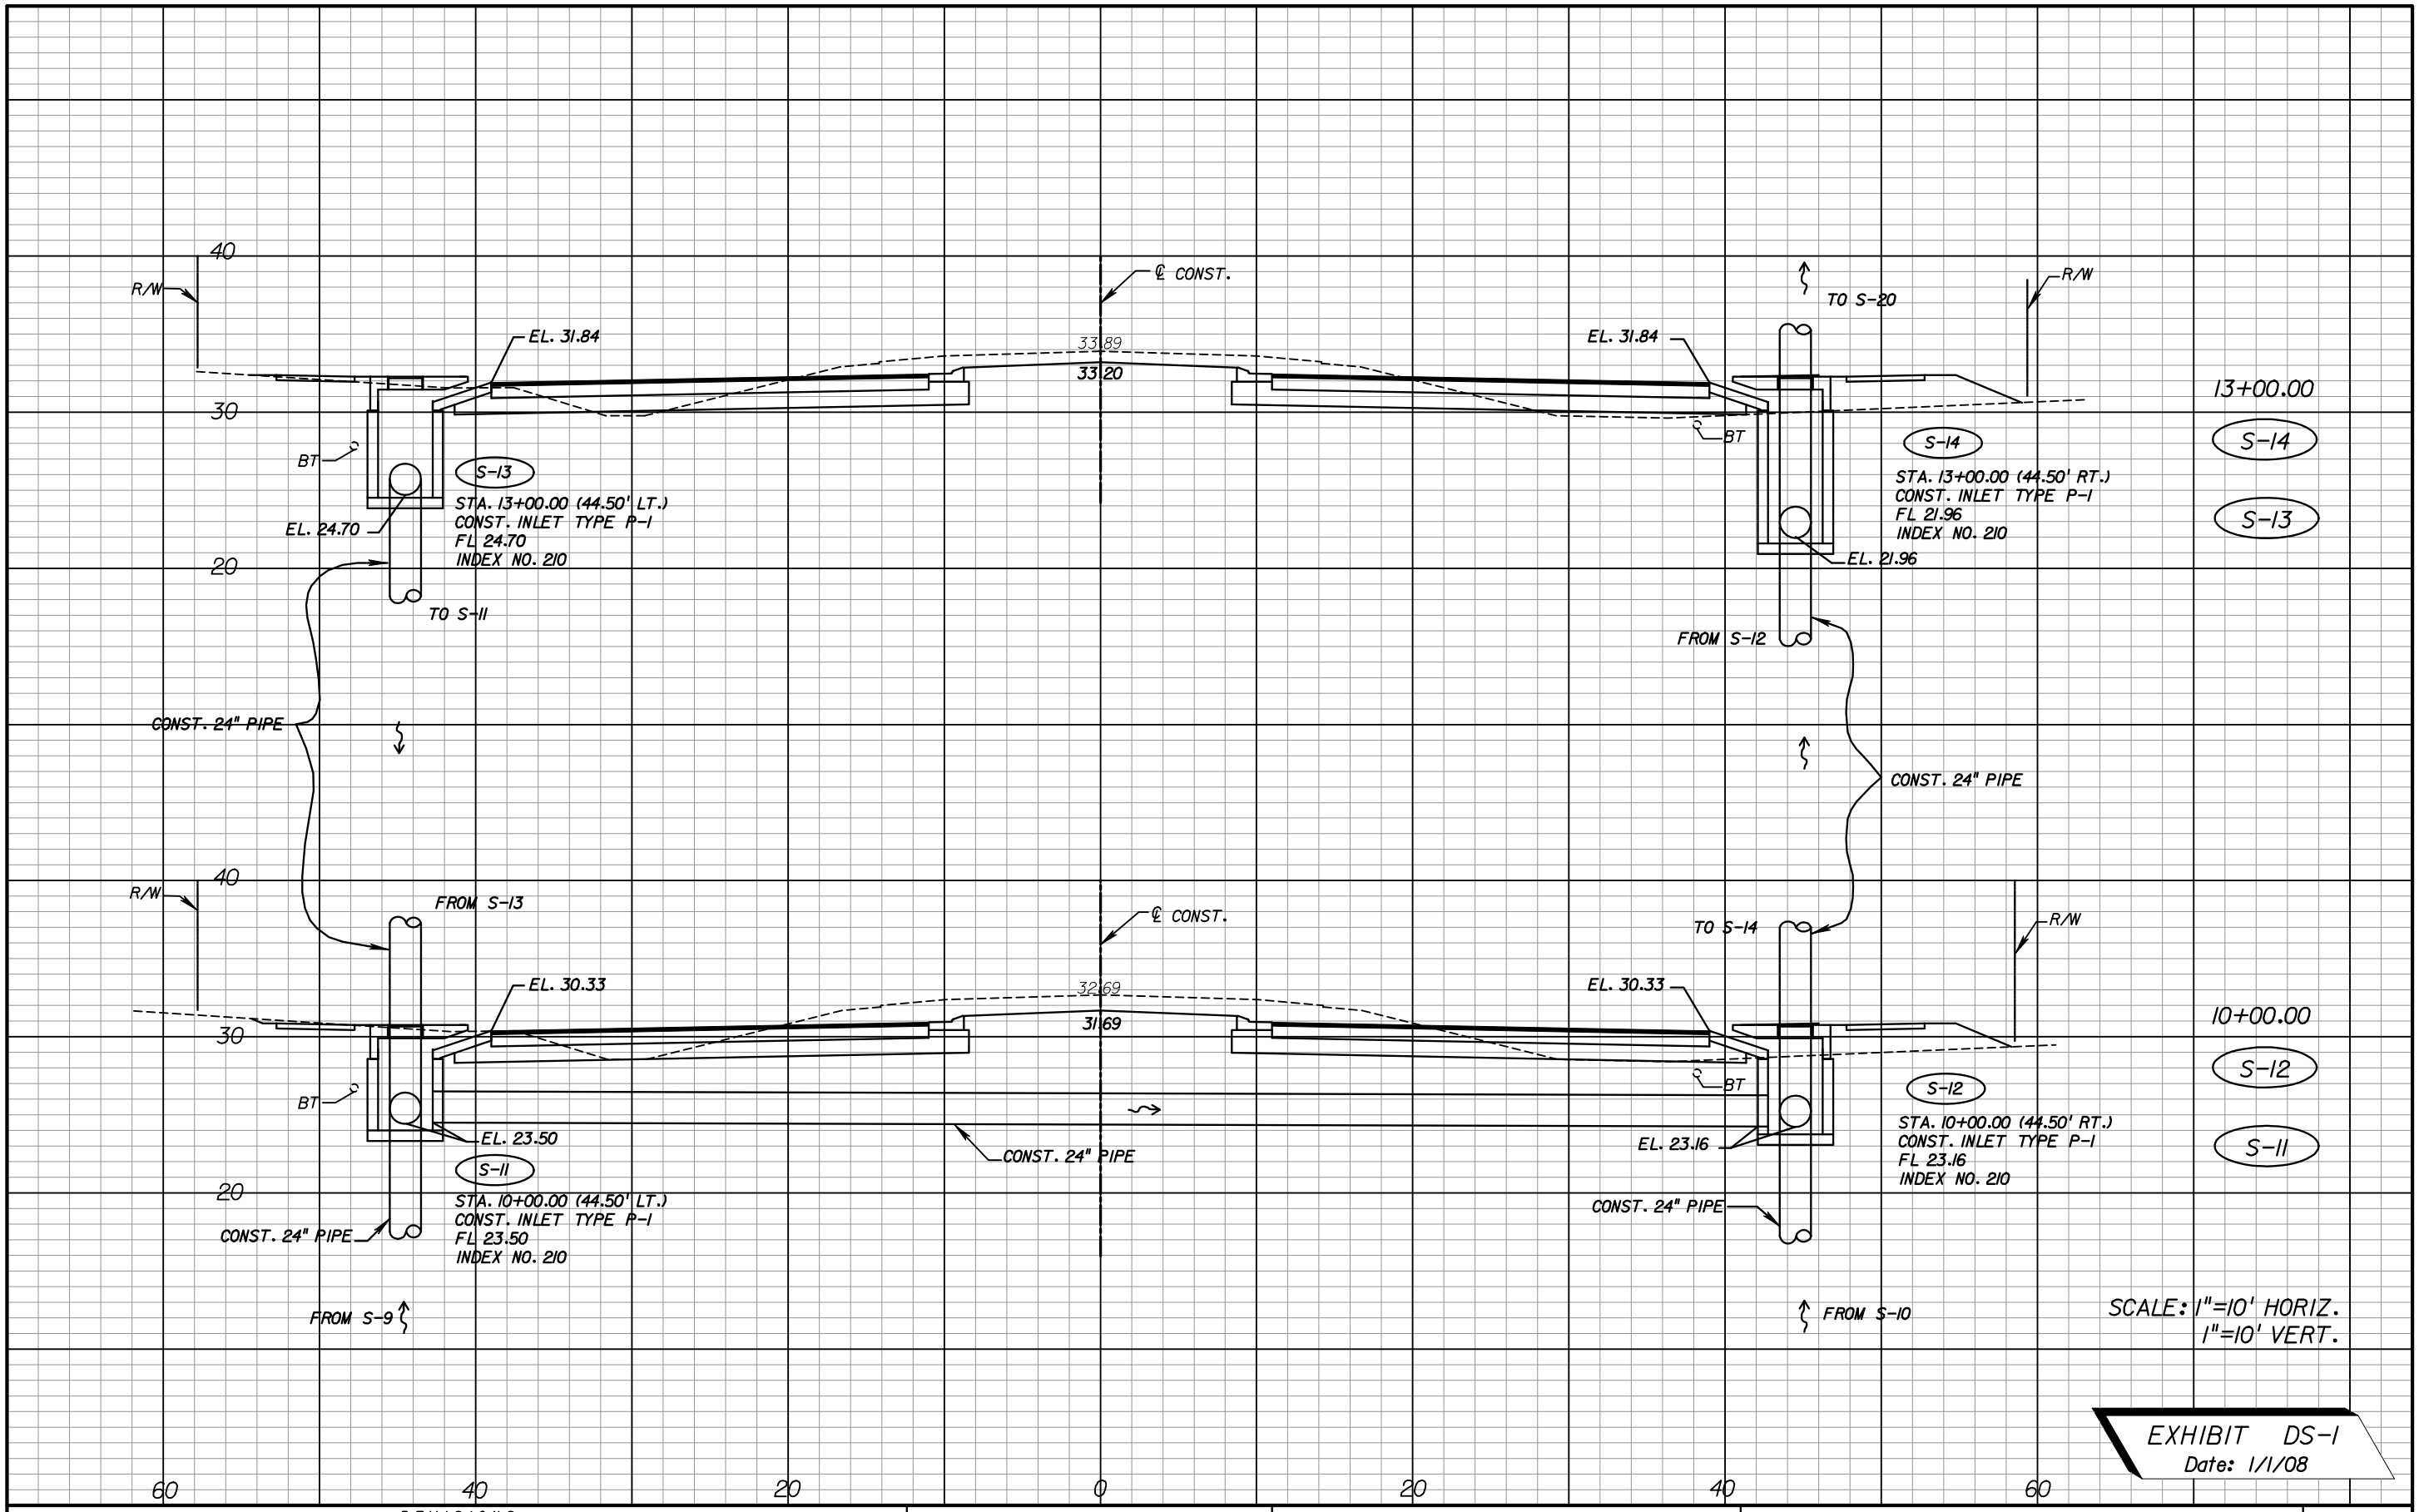 40
℄ CONST.
R/W
R/W
TO S-20
EL. 31.84
33.89
33.20
EL. 31.84
13+00.00
30
BT
BT
S-13
S-14
S-14
STA. 13+00.00 (44.50' LT.)
CONST. INLET TYPE P-1
FL 24.70
INDEX NO. 210
STA. 13+00.00 (44.50' RT.)
CONST. INLET TYPE P-1
FL 21.96
INDEX NO. 210
S-13
EL. 24.70
EL. 21.96
20
TO S-11
FROM S-12
CONST. 24" PIPE
CONST. 24" PIPE
40
R/W
FROM S-13
℄ CONST.
TO S-14
R/W
EL. 30.33
32.69
31.69
EL. 30.33
10+00.00
30
BT
BT
S-12
S-12
EL. 23.50
CONST. 24" PIPE
EL. 23.16
STA. 10+00.00 (44.50' RT.)
CONST. INLET TYPE P-1
FL 23.16
INDEX NO. 210
S-11
S-11
20
STA. 10+00.00 (44.50' LT.)
CONST. INLET TYPE P-1
FL 23.50
INDEX NO. 210
CONST. 24" PIPE
CONST. 24" PIPE
FROM S-9
FROM S-10
SCALE: 1"=10' HORIZ.
1"=10' VERT.
EXHIBIT DS-1
Date: 1/1/08
60 40 20 0 20 40 60